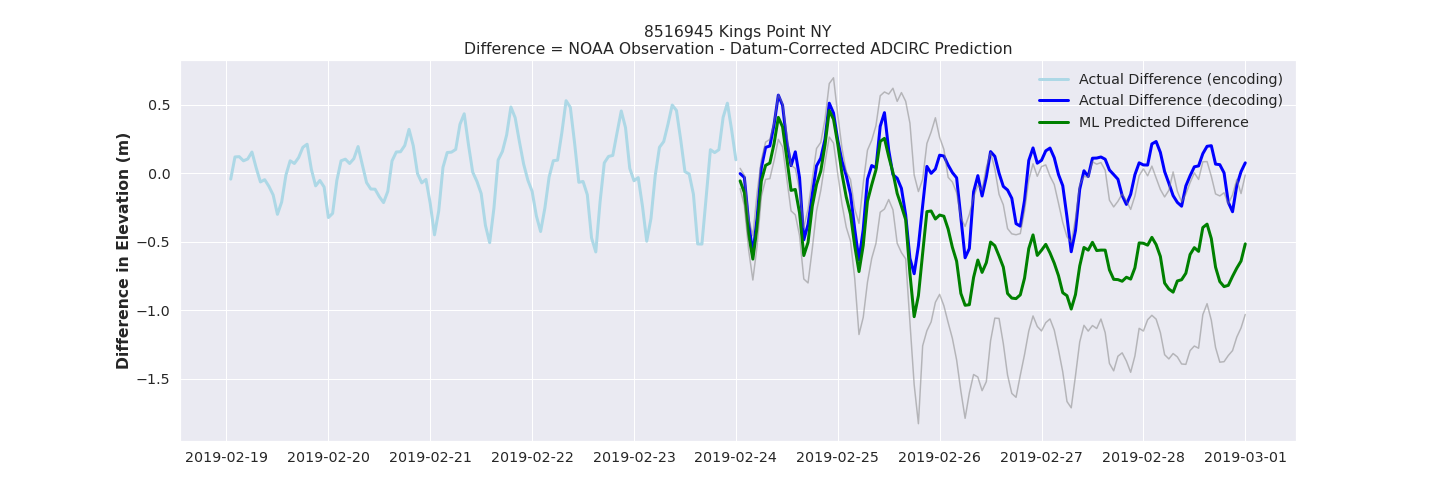 8516945 Kings Point NY
Difference = NOAA Observation - Datum-Corrected ADCIRC Prediction
Actual Difference (encoding)
Actual Difference (decoding)
ML Predicted Difference
Difference in Elevation (m)
0.5
0.0
−0.5
−1.0
−1.5
2019-02-19 2019-02-20 2019-02-21 2019-02-22 2019-02-23 2019-02-24 2019-02-25 2019-02-26 2019-02-27 2019-02-28 2019-03-01